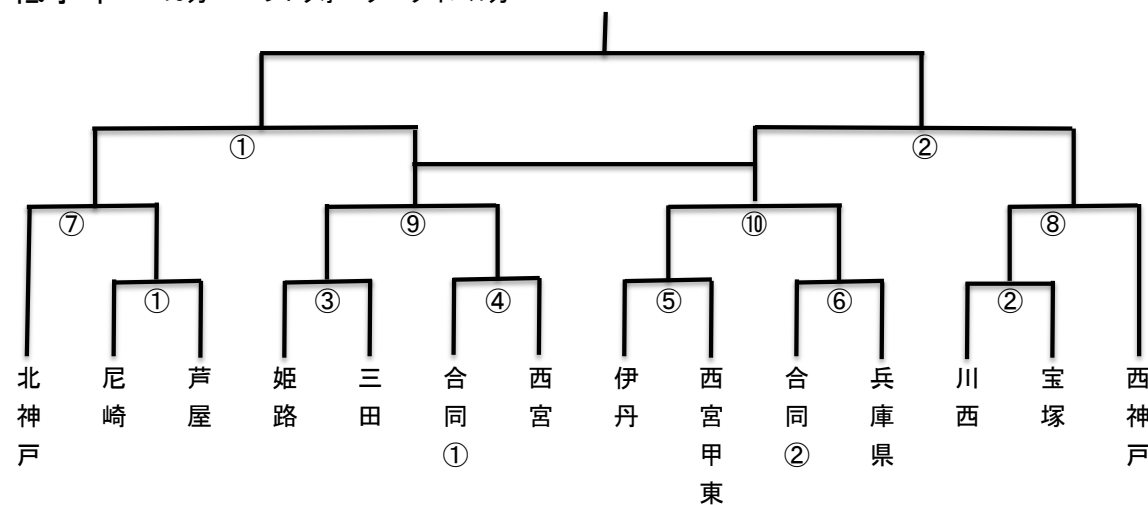 ①
②
⑦
⑨
⑩
⑧
①
③
④
⑤
⑥
②
北神戸
尼崎
芦屋
姫路
三田
合同①
西宮
伊丹
西宮甲東
合同②
兵庫県
川西
宝塚
西神戸